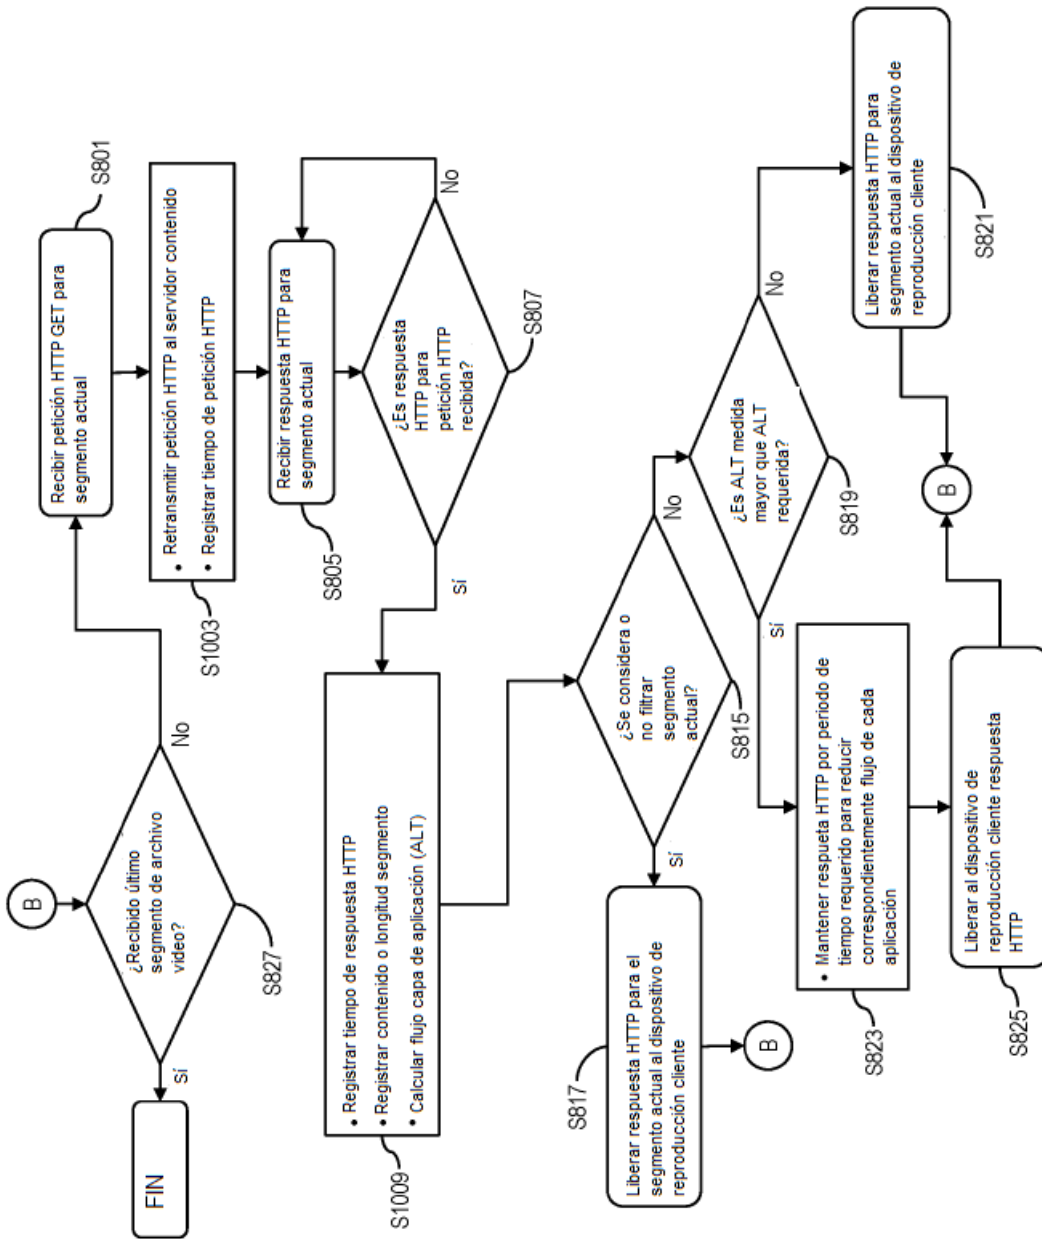 B
¿Recibido último
segmento de archivo
video?
S827
Sí
No
FIN
Recibir petición HTTP GET para
segmento actual
S801
• Retransmitir petición HTTP al servidor contenido
• Registrar tiempo de petición HTTP
S1003
Recibir respuesta HTTP para
segmento actual
S805
¿Es respuesta
HTTP para
petición HTTP
recibida?
S807
No
Sí
• Registrar tiempo de respuesta HTTP
• Registrar contenido o longitud segmento
• Calcular flujo capa de aplicación (ALT)
S1009
¿Se considera o
no filtrar
segmento
actual?
S815
Sí
No
Liberar respuesta HTTP para el
segmento actual al dispositivo de
reproducción cliente
S817
B
¿Es ALT medida
mayor que ALT
requerida?
S819
Sí
No
• Mantener respueta HTTP por periodo de
tiempo requerido para reducir
correspondientemente flujo de cada
aplicación
S823
Liberar al dispositivo de
reproducción cliente respuesta
HTTP
S825
Liberar respuesta HTTP para
segmento actual al dispositivo de
reproducción cliente
S821
B